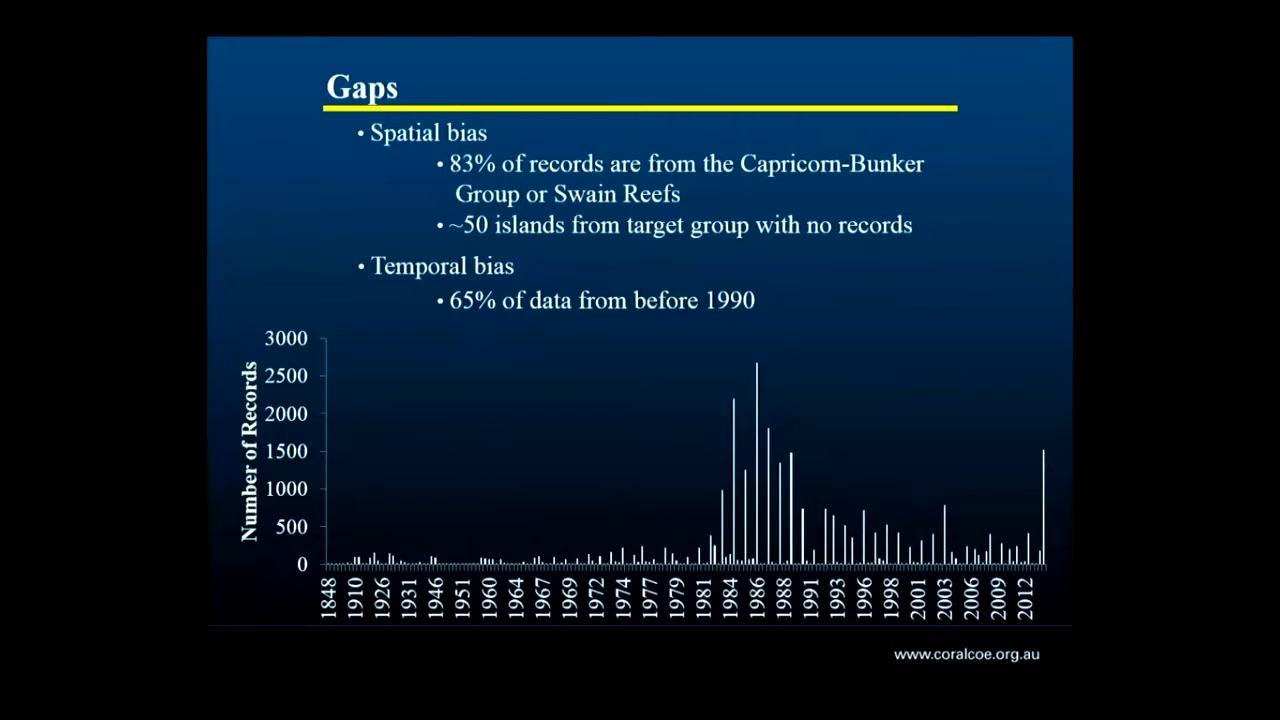 Gaps
• Spatial bias
• 83% of records are from the Capricorn-Bunker
Group or Swain Reefs
• ~50 islands from target group with no records
• Temporal bias
• 65% of data from before 1990
Number of Records
3000
2500
2000
1500
1000
500
0
1848 1910 1926 1931 1946 1951 1960 1964 1967 1969 1972 1974 1977 1979 1981 1984 1986 1988 1991 1993 1996 1998 2001 2003 2006 2009 2012
www.coralcoe.org.au